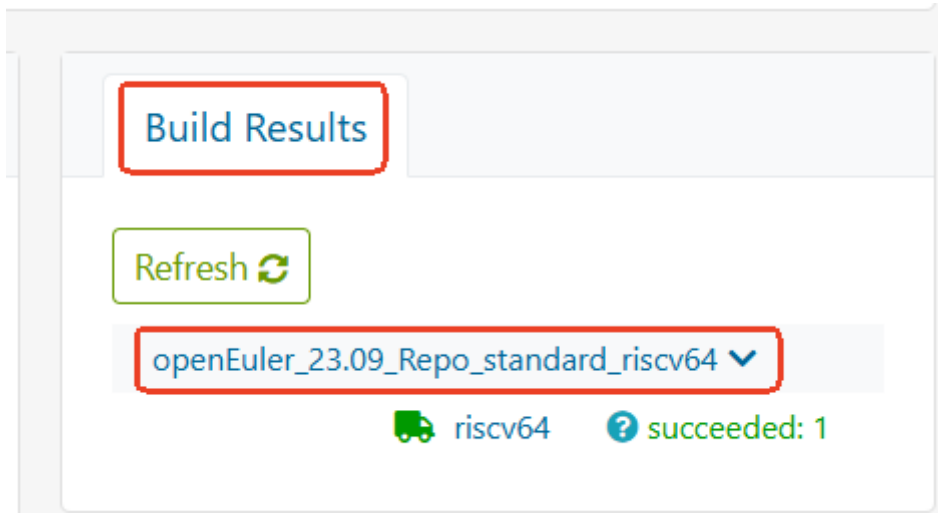 Build Results
Refresh
openEuler_23.09_Repo_standard_riscv64
riscv64 succeeded: 1